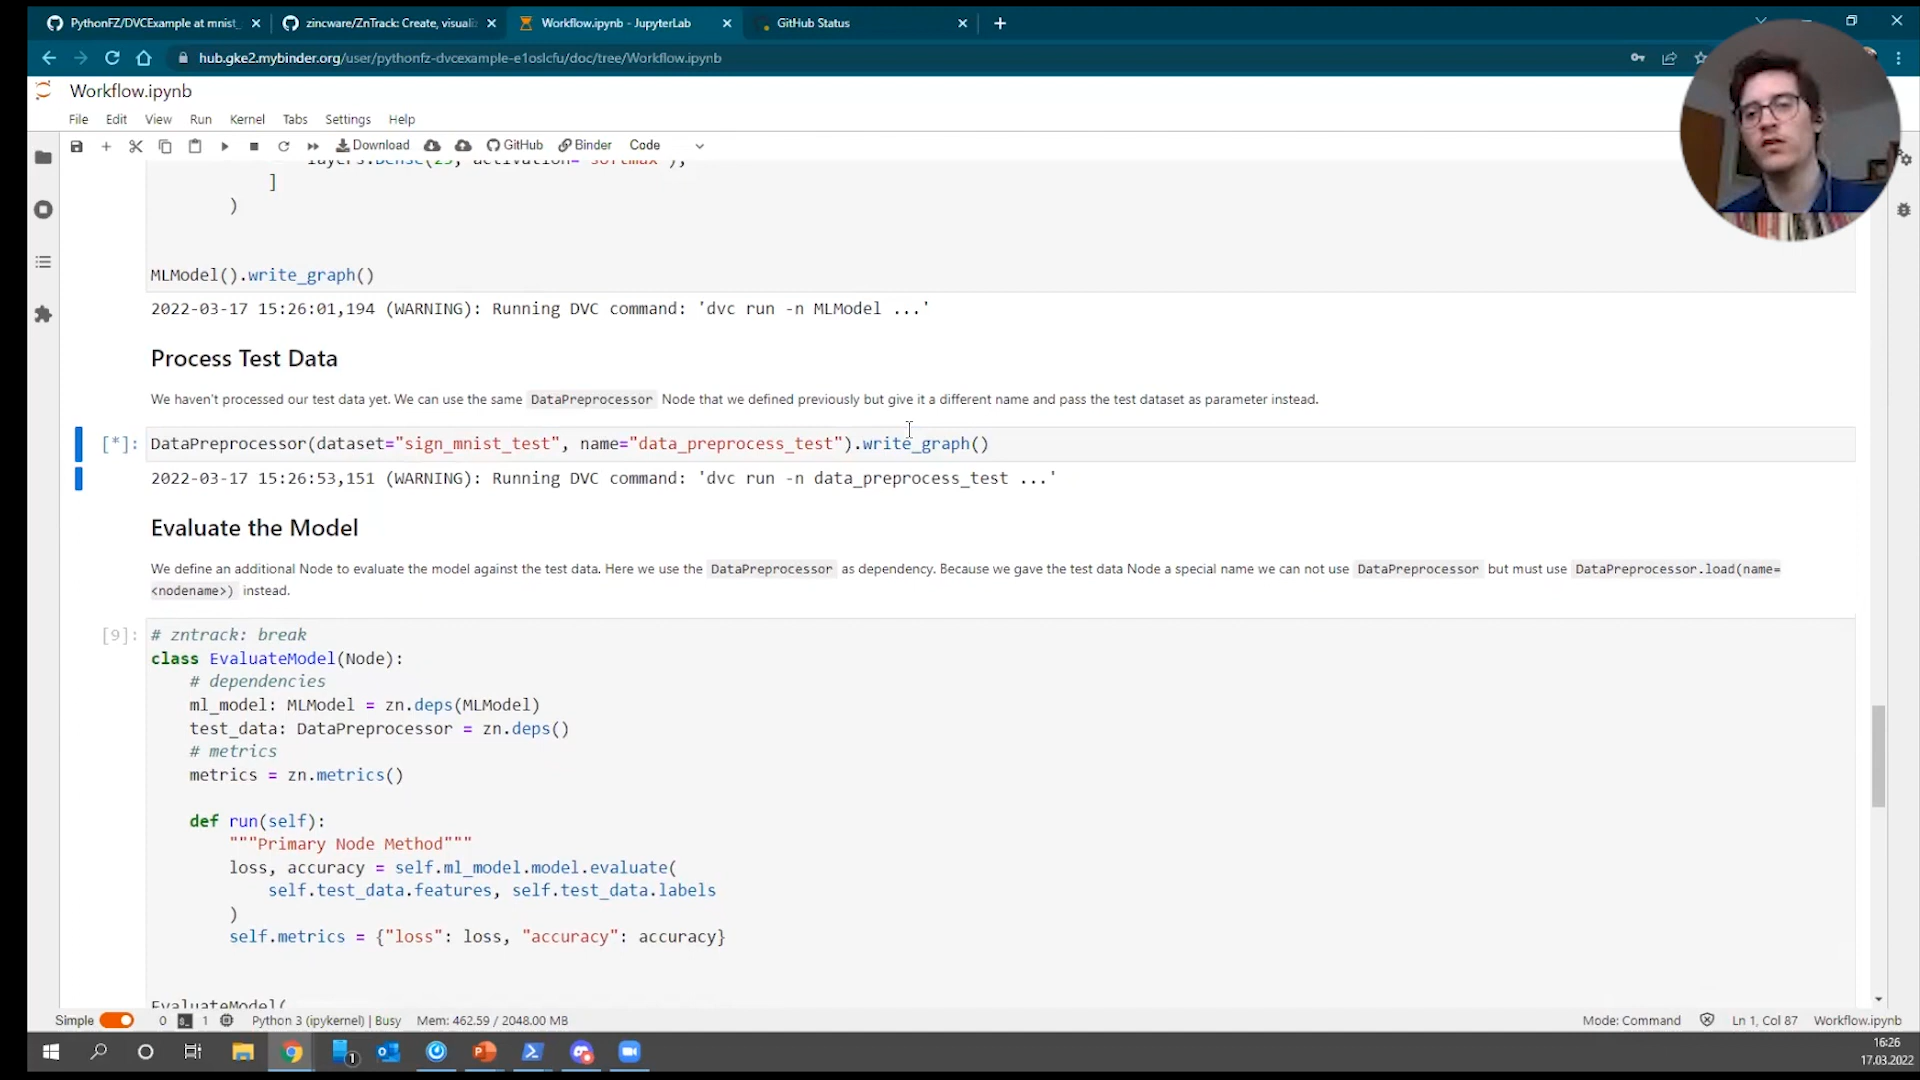 PythonFZ/DVCExample at mnist_
zincware/ZnTrack: Create, visuali
Workflow.ipynb - JupyterLab
GitHub Status
hub.gke2.mybinder.org/user/pythonfz-dvcexample-e1oslcfu/doc/tree/Workflow.ipynb
Workflow.ipynb
File Edit View Run Kernel Tabs Settings Help
Download GitHub Binder Code
layers.Dense(25, activation="softmax"),
]
)
MLModel().write_graph()
2022-03-17 15:26:01,194 (WARNING): Running DVC command: 'dvc run -n MLModel ...'
Process Test Data
We haven't processed our test data yet. We can use the same DataPreprocessor Node that we defined previously but give it a different name and pass the test dataset as parameter instead.
[*]: DataPreprocessor(dataset="sign_mnist_test", name="data_preprocess_test").write_graph()
2022-03-17 15:26:53,151 (WARNING): Running DVC command: 'dvc run -n data_preprocess_test ...'
Evaluate the Model
We define an additional Node to evaluate the model against the test data. Here we use the DataPreprocessor as dependency. Because we gave the test data Node a special name we can not use DataPreprocessor but must use DataPreprocessor.load(name=
<nodename>) instead.
[9]: # zntrack: break
class EvaluateModel(Node):
# dependencies
ml_model: MLModel = zn.deps(MLModel)
test_data: DataPreprocessor = zn.deps()
# metrics
metrics = zn.metrics()
def run(self):
"""Primary Node Method"""
loss, accuracy = self.ml_model.model.evaluate(
self.test_data.features, self.test_data.labels
)
self.metrics = {"loss": loss, "accuracy": accuracy}
EvaluateModel(
Simple 0 1 Python 3 (ipykernel) | Busy Mem: 462.59 / 2048.00 MB Mode: Command Ln 1, Col 87 Workflow.ipynb
16:26
17.03.2022